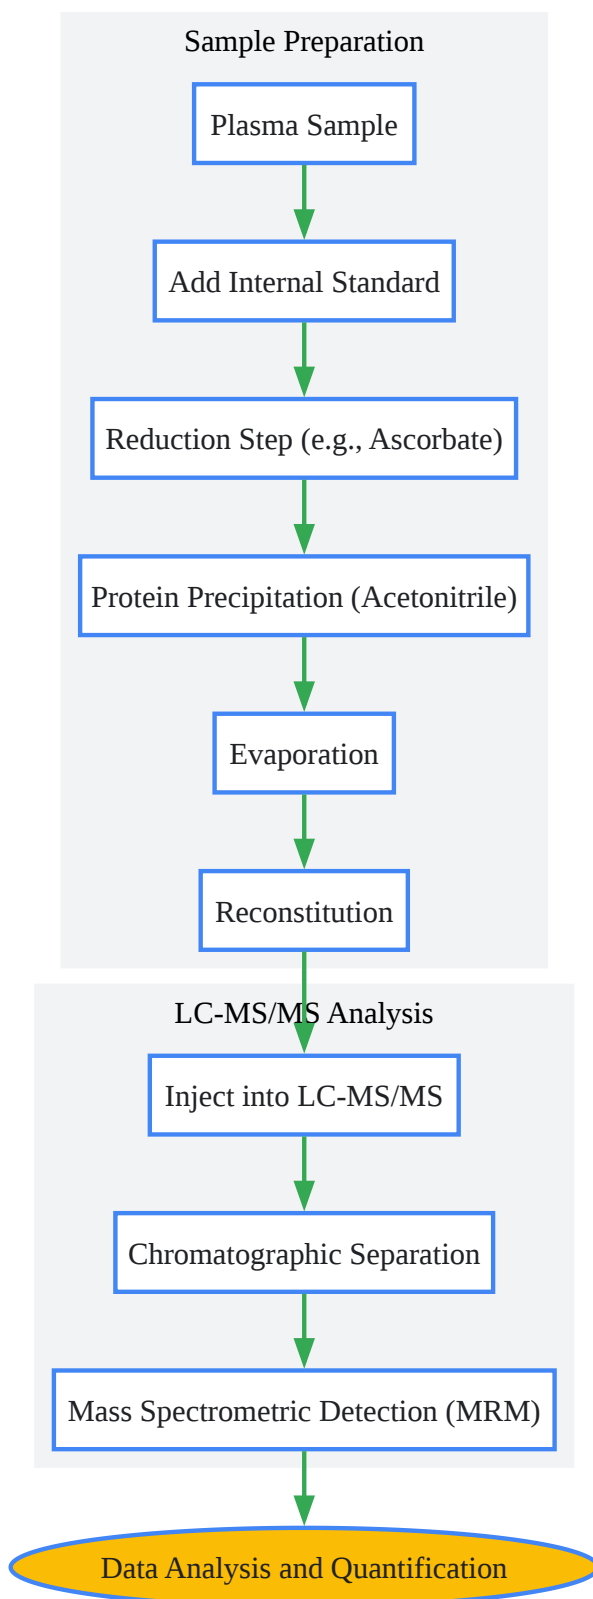 Sample Preparation
Plasma Sample
Add Internal Standard
Reduction Step (e.g., Ascorbate)
Protein Precipitation (Acetonitrile)
Evaporation
Reconstitution
LC-MS/MS Analysis
Inject into LC-MS/MS
Chromatographic Separation
Mass Spectrometric Detection (MRM)
Data Analysis and Quantification